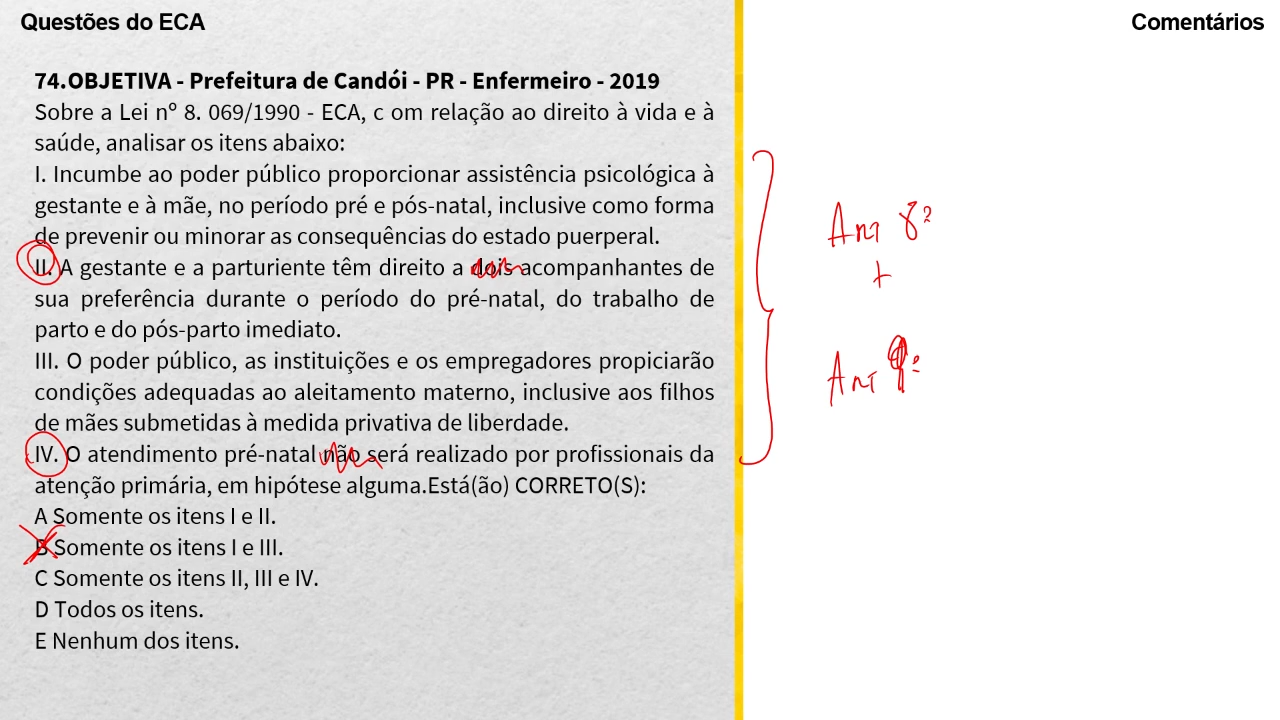 Questões do ECA
Comentários
74.OBJETIVA - Prefeitura de Candói - PR - Enfermeiro - 2019
Sobre a Lei nº 8. 069/1990 - ECA, c om relação ao direito à vida e à
saúde, analisar os itens abaixo:
I. Incumbe ao poder público proporcionar assistência psicológica à
gestante e à mãe, no período pré e pós-natal, inclusive como forma
de prevenir ou minorar as consequências do estado puerperal.
II. A gestante e a parturiente têm direito a dois acompanhantes de
sua preferência durante o período do pré-natal, do trabalho de
parto e do pós-parto imediato.
III. O poder público, as instituições e os empregadores propiciarão
condições adequadas ao aleitamento materno, inclusive aos filhos
de mães submetidas à medida privativa de liberdade.
IV. O atendimento pré-natal não será realizado por profissionais da
atenção primária, em hipótese alguma.Está(ão) CORRETO(S):
A Somente os itens I e II.
B Somente os itens I e III.
C Somente os itens II, III e IV.
D Todos os itens.
E Nenhum dos itens.
Art 8º
+
Art 9º